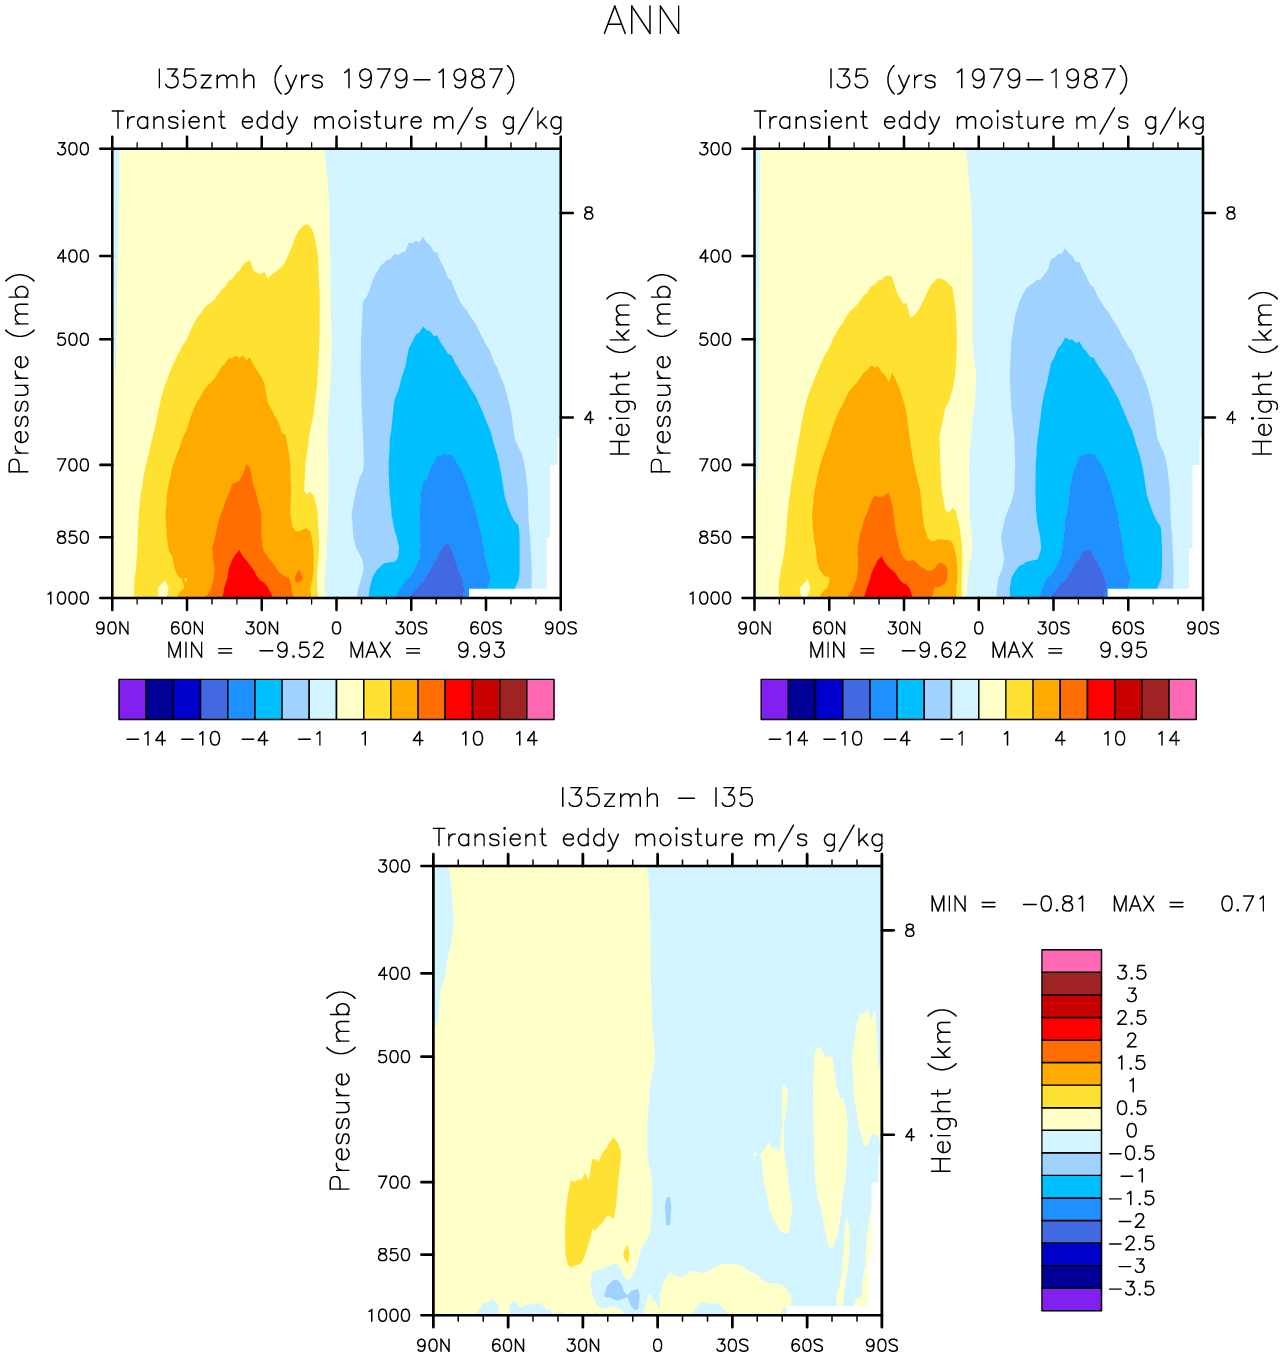 ANN
I35zmh (yrs 1979-1987)
Transient eddy moisture m/s g/kg
300
400
500
700
850
1000
Pressure (mb)
8
4
Height (km)
90N 60N 30N 0 30S 60S 90S
MIN = -9.52 MAX = 9.93
-14 -10 -4 -1 1 4 10 14
I35 (yrs 1979-1987)
Transient eddy moisture m/s g/kg
300
400
500
700
850
1000
Pressure (mb)
8
4
Height (km)
90N 60N 30N 0 30S 60S 90S
MIN = -9.62 MAX = 9.95
-14 -10 -4 -1 1 4 10 14
I35zmh - I35
Transient eddy moisture m/s g/kg
300
400
500
700
850
1000
Pressure (mb)
8
4
Height (km)
90N 60N 30N 0 30S 60S 90S
MIN = -0.81 MAX = 0.71
3.5
3
2.5
2
1.5
1
0.5
0
-0.5
-1
-1.5
-2
-2.5
-3
-3.5